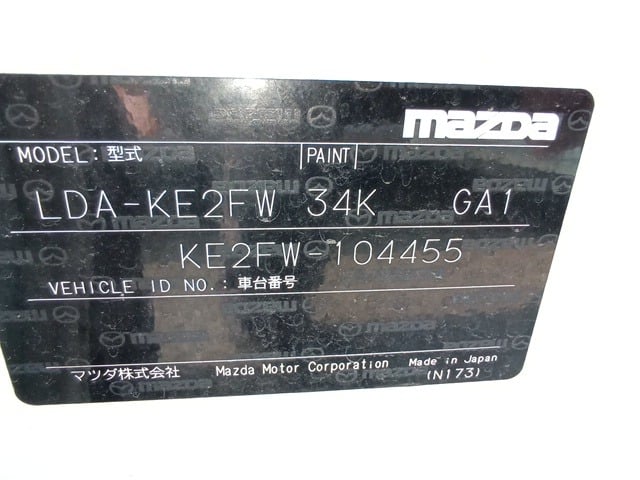 mazda
MODEL: 型式 PAINT
LDA-KE2FW 34K GA1
KE2FW-104455
VEHICLE ID NO.: 車台番号
マツダ株式会社 Mazda Motor Corporation Made in Japan
(N173)